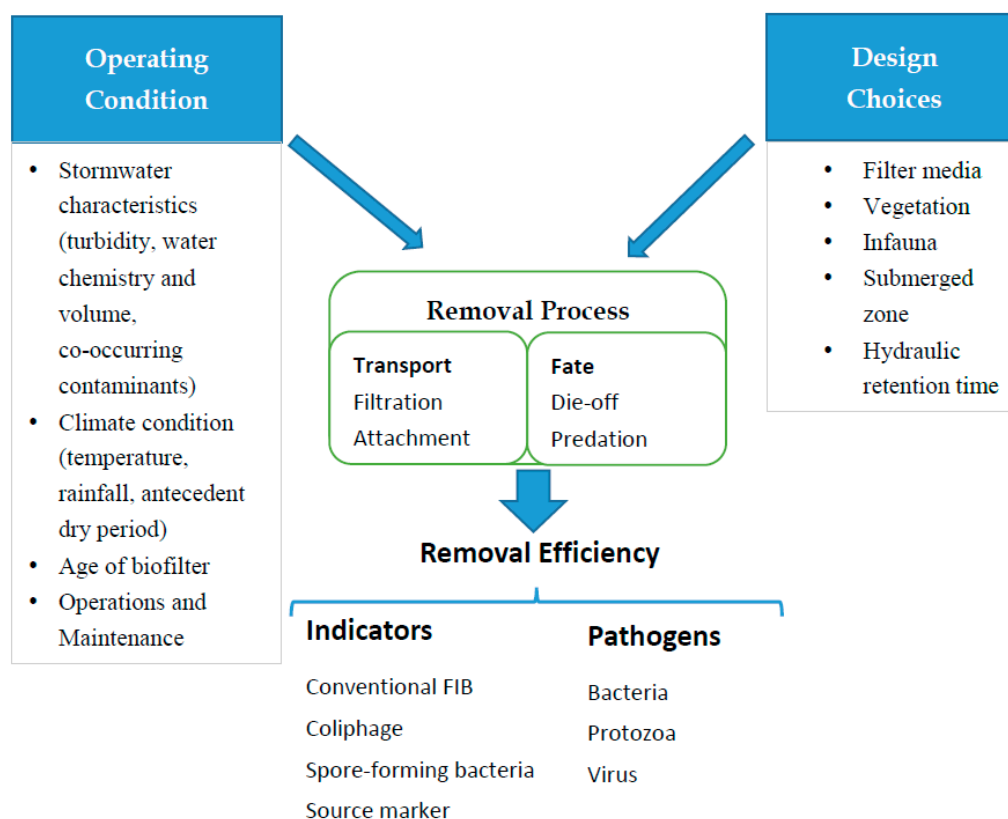 Operating
Condition
• Stormwater
characteristics
(turbidity, water
chemistry and
volume,
co-occurring
contaminants)
• Climate condition
(temperature,
rainfall, antecedent
dry period)
• Age of biofilter
• Operations and
Maintenance
Design
Choices
• Filter media
• Vegetation
• Infauna
• Submerged
zone
• Hydraulic
retention time
Removal Process
Transport
Filtration
Attachment
Fate
Die-off
Predation
Removal Efficiency
Indicators
Conventional FIB
Coliphage
Spore-forming bacteria
Source marker
Pathogens
Bacteria
Protozoa
Virus